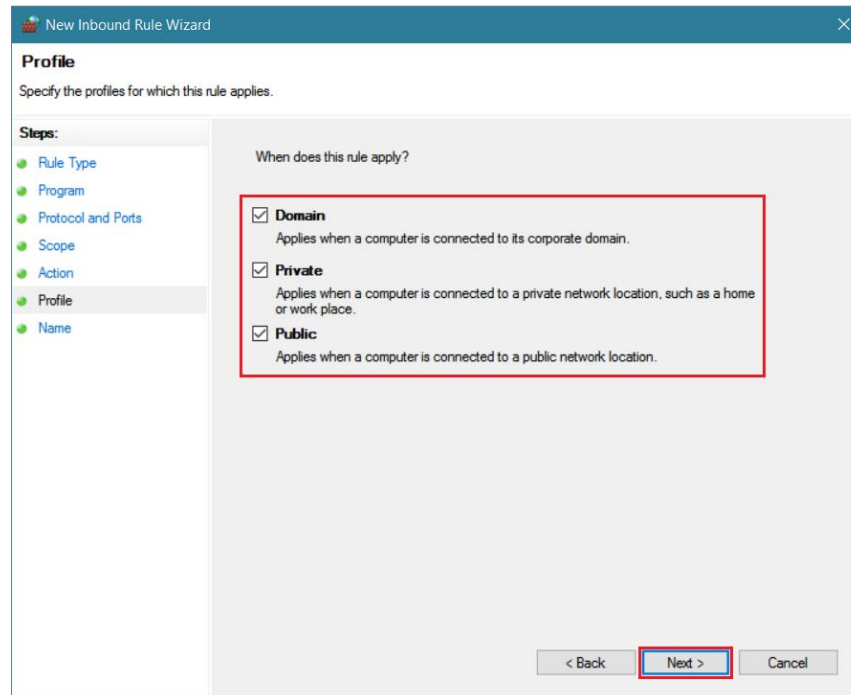 New Inbound Rule Wizard
Profile
Specify the profiles for which this rule applies.
Steps:
Rule Type
Program
Protocol and Ports
Scope
Action
Profile
Name
When does this rule apply?
Domain
Applies when a computer is connected to its corporate domain.
Private
Applies when a computer is connected to a private network location, such as a home
or work place.
Public
Applies when a computer is connected to a public network location.
< Back
Next >
Cancel